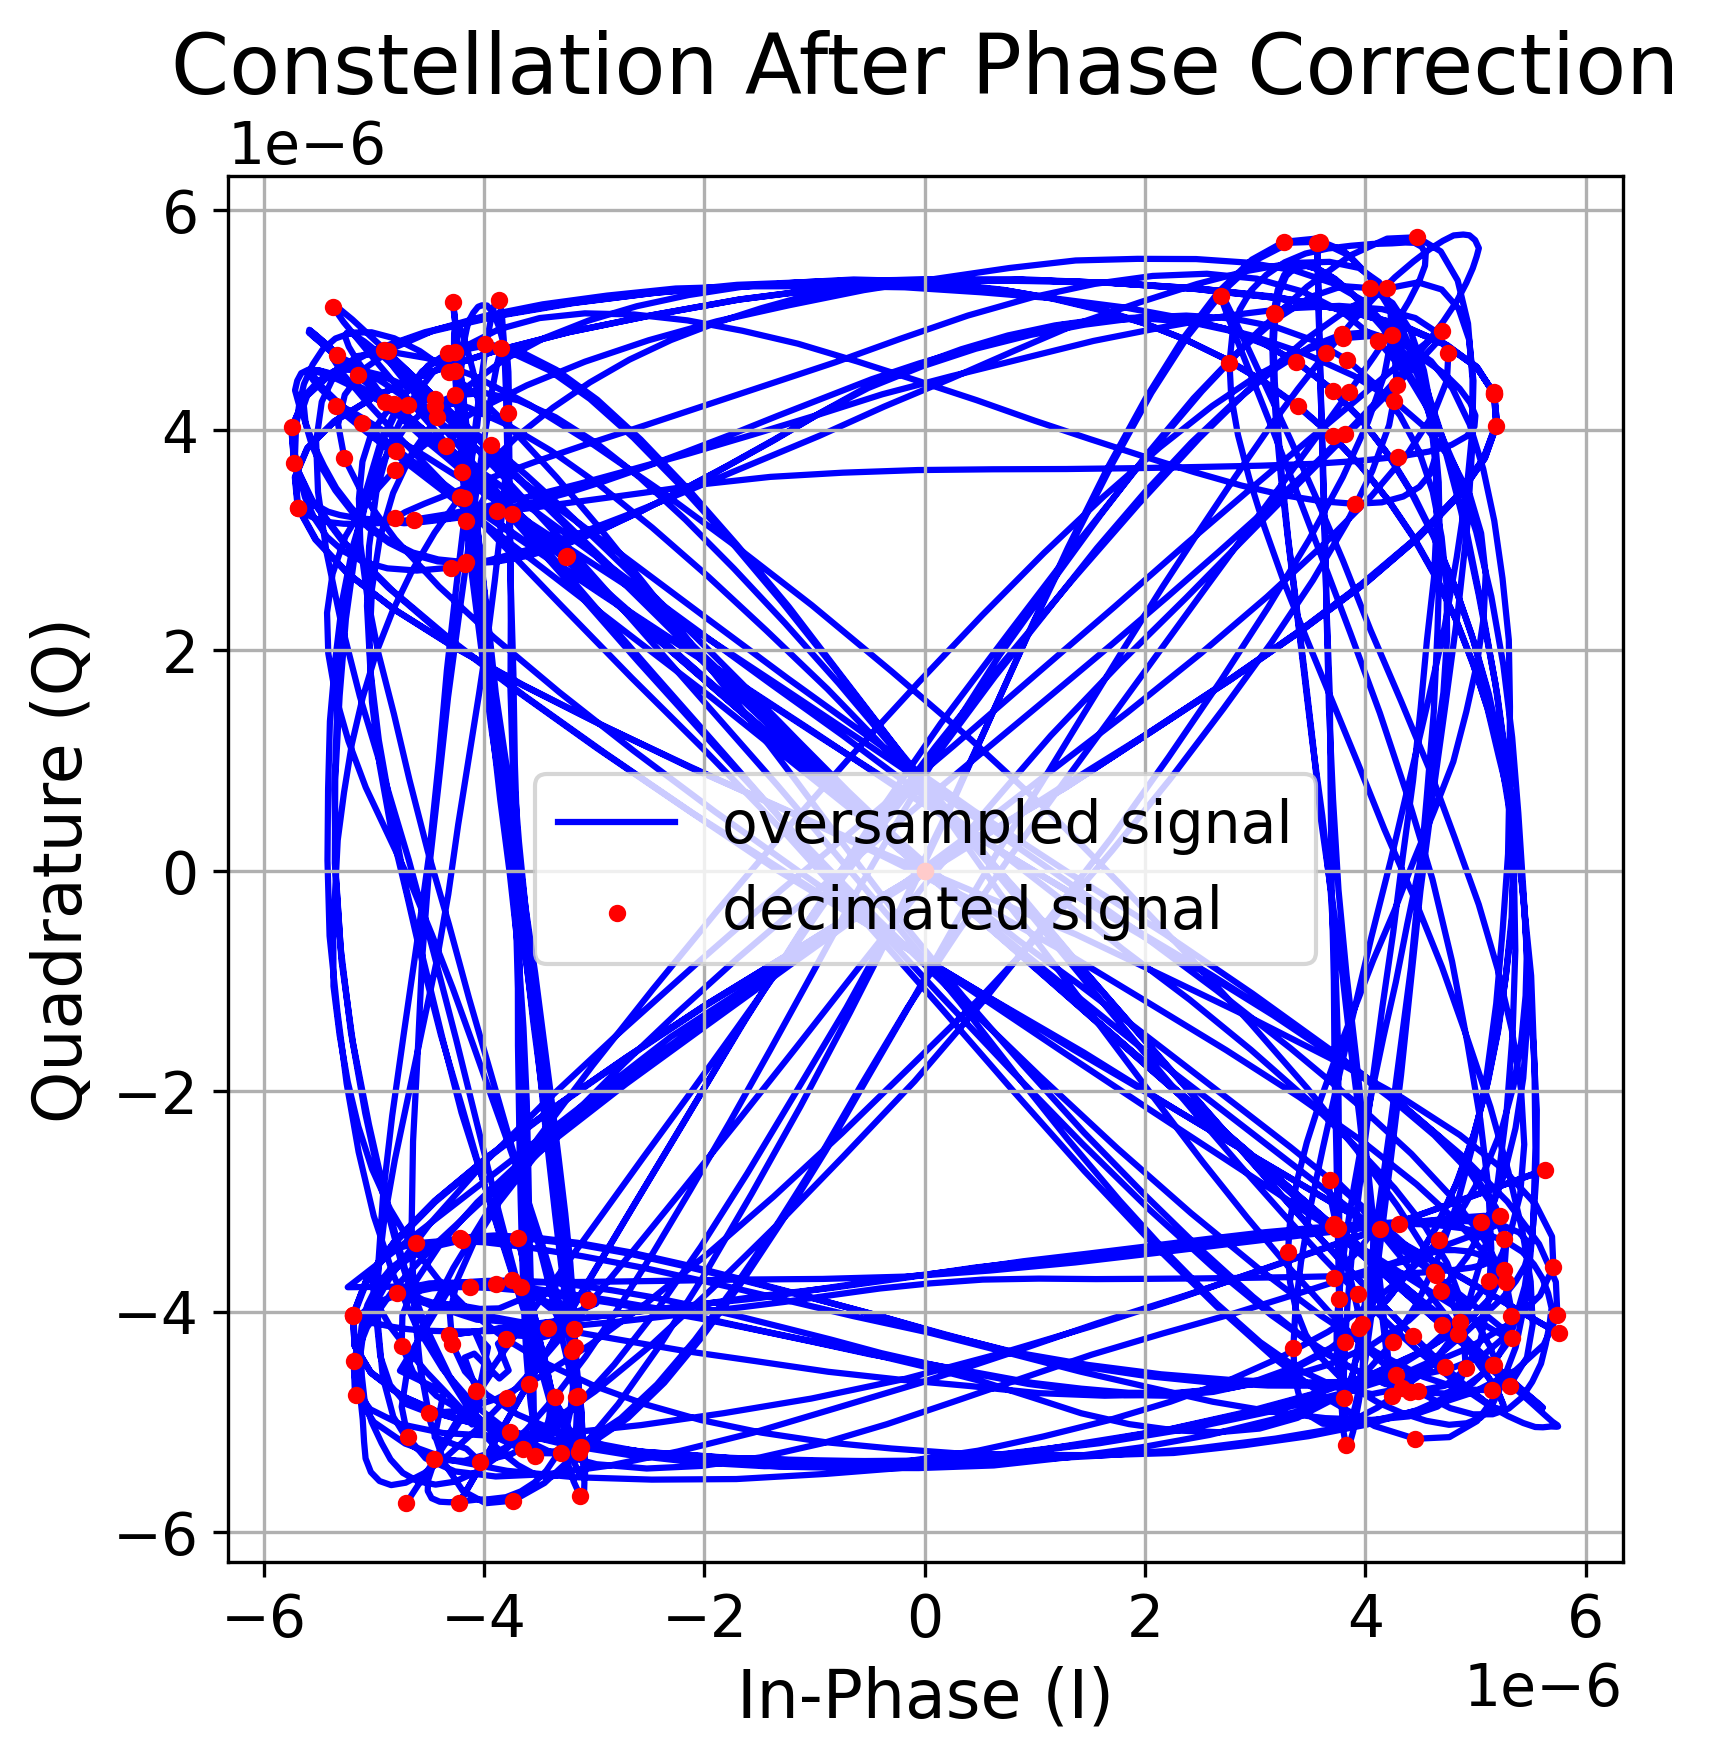 Constellation After Phase Correction
1e−6
6
4
2
0
−2
−4
−6
Quadrature (Q)
oversampled signal
decimated signal
−6 −4 −2 0 2 4 6
1e−6
In-Phase (I)